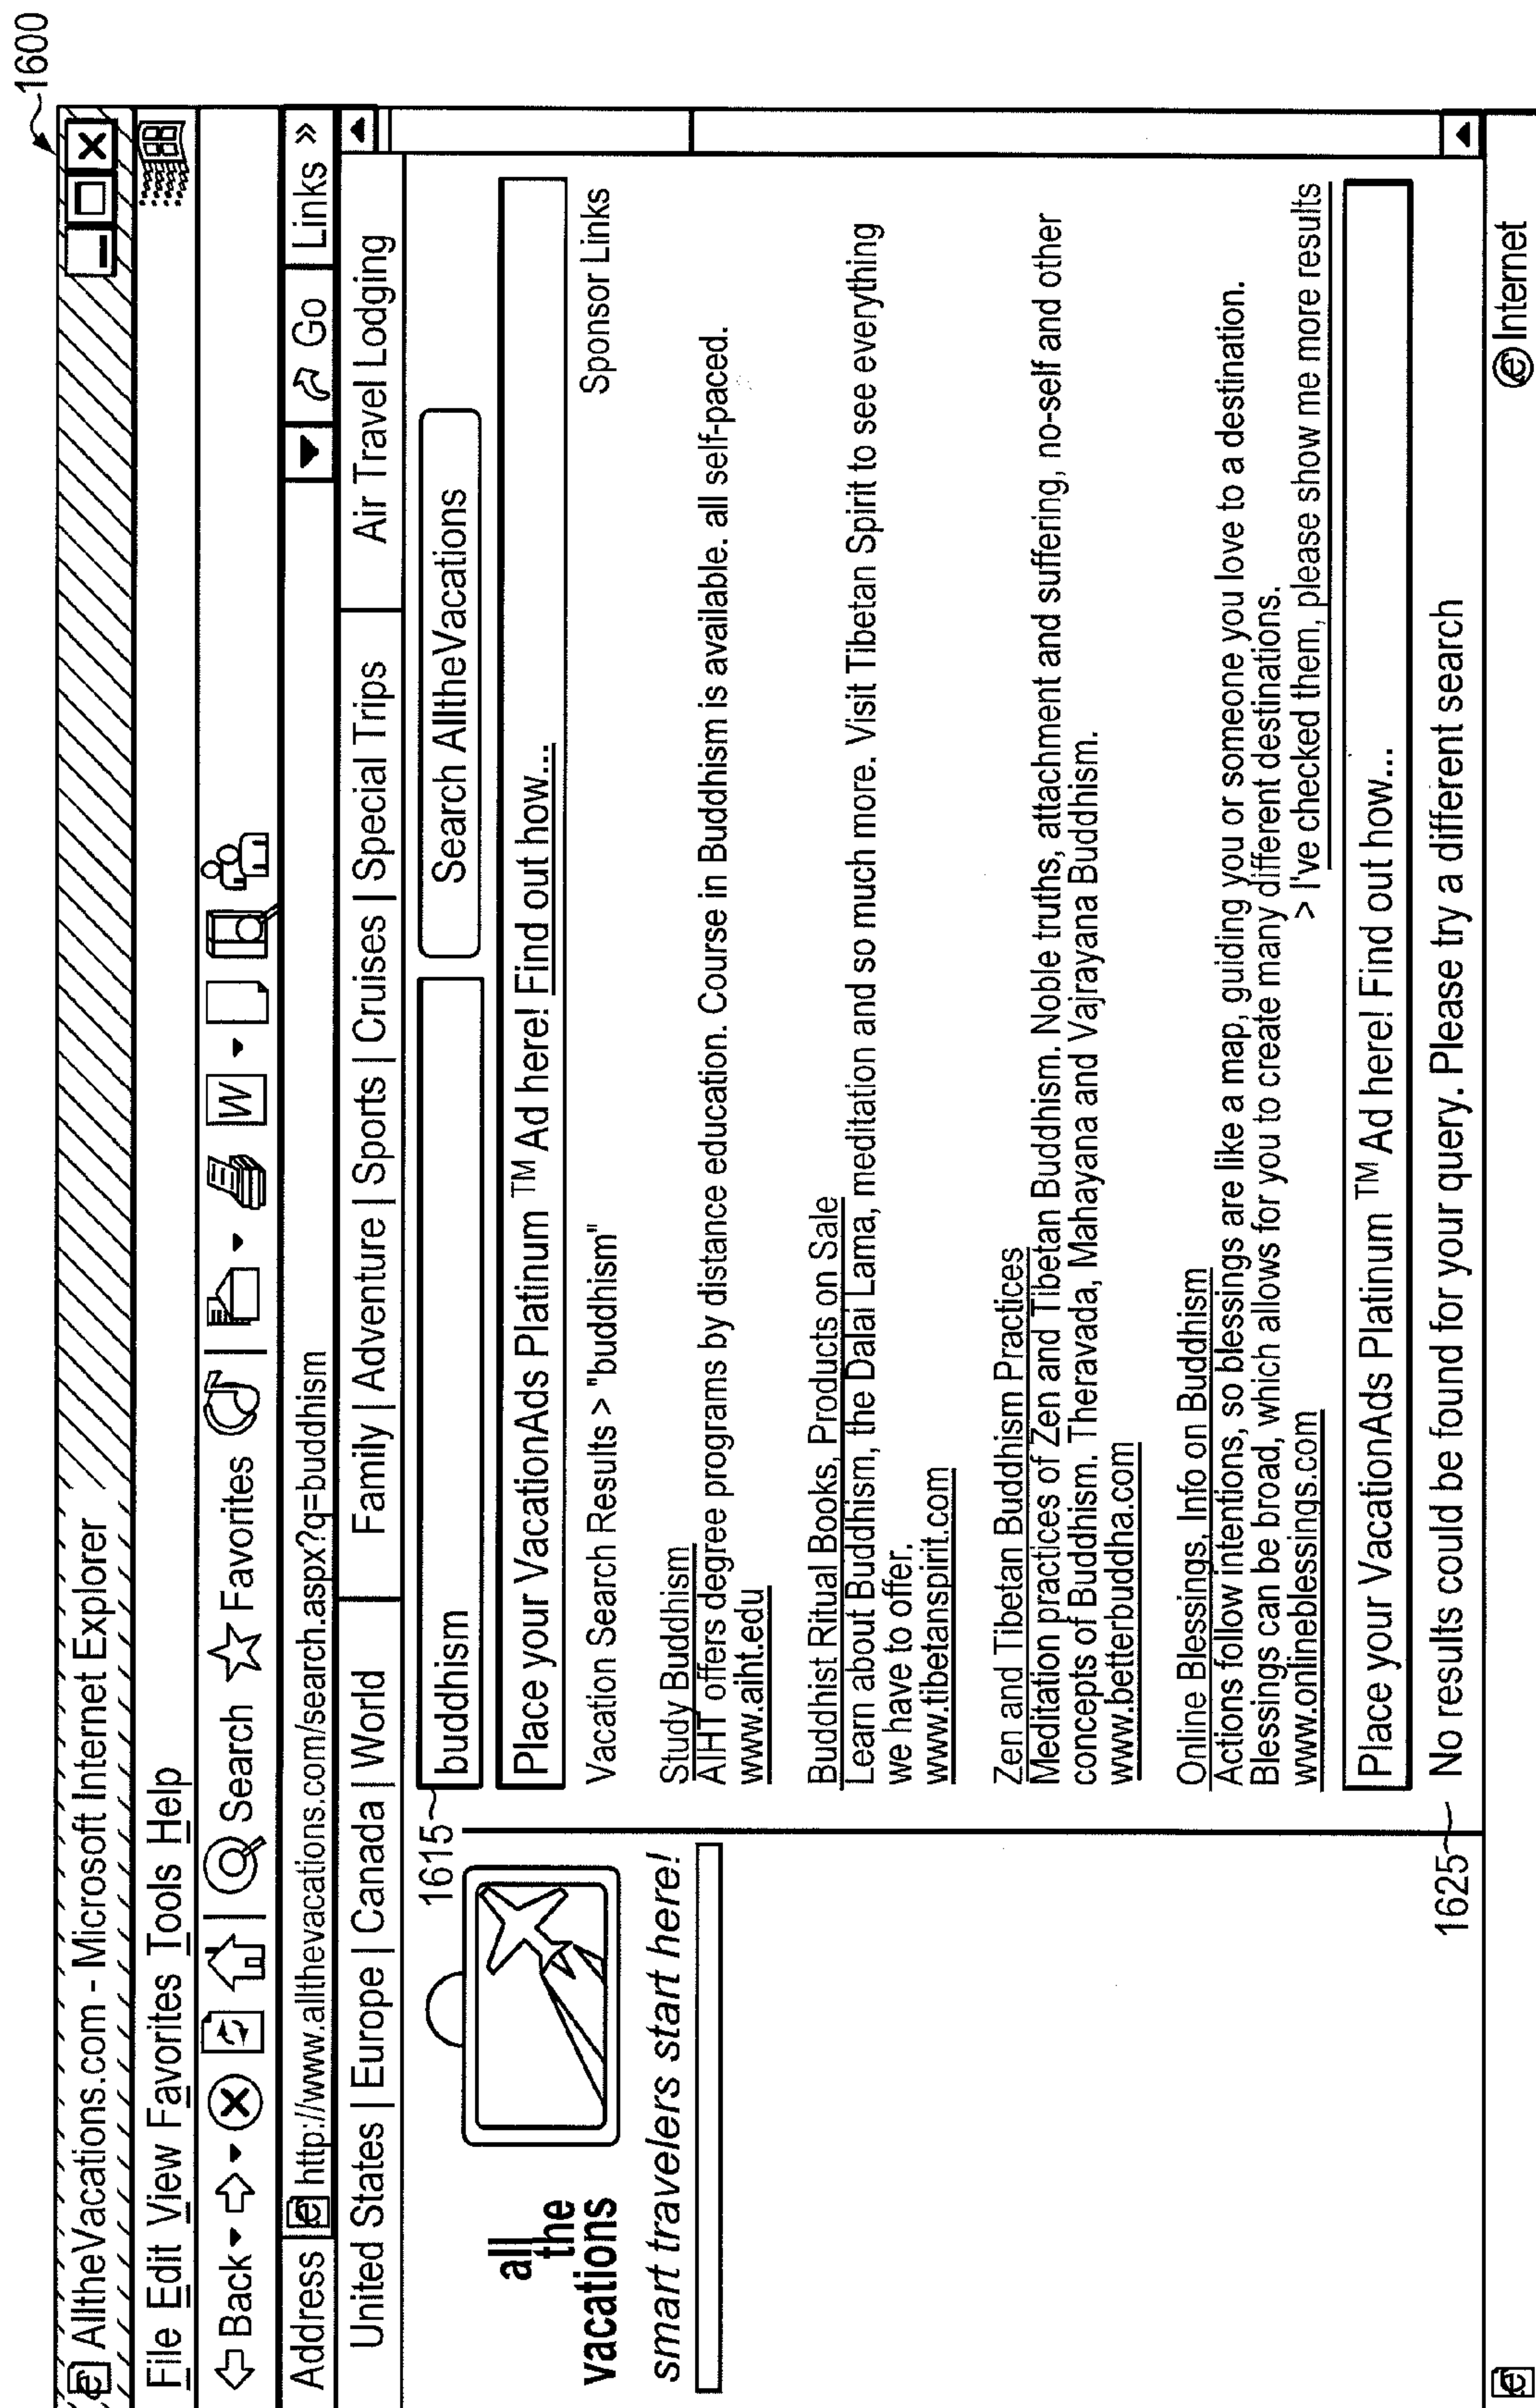 1600
AlltheVacations.com - Microsoft Internet Explorer
File Edit View Favorites Tools Help
Back Search Favorites W
Address http://www.allthevacations.com/search.aspx?q=buddhism Go Links »
United States | Europe | Canada | World Family | Adventure | Sports | Cruises | Special Trips Air Travel Lodging
all
the
vacations
smart travelers start here!
1615
buddhism Search AlltheVacations
Place your VacationAds Platinum ™ Ad here! Find out how...
Vacation Search Results > "buddhism" Sponsor Links
Study Buddhism
AIHT offers degree programs by distance education. Course in Buddhism is available. all self-paced.
www.aiht.edu
Buddhist Ritual Books, Products on Sale
Learn about Buddhism, the Dalai Lama, meditation and so much more. Visit Tibetan Spirit to see everything
we have to offer.
www.tibetanspirit.com
Zen and Tibetan Buddhism Practices
Meditation practices of Zen and Tibetan Buddhism. Noble truths, attachment and suffering, no-self and other
concepts of Buddhism. Theravada, Mahayana and Vajrayana Buddhism.
www.betterbuddha.com
Online Blessings, Info on Buddhism
Actions follow intentions, so blessings are like a map, guiding you or someone you love to a destination.
Blessings can be broad, which allows for you to create many different destinations.
www.onlineblessings.com > I've checked them, please show me more results
Place your VacationAds Platinum ™ Ad here! Find out how...
1625 No results could be found for your query. Please try a different search
Internet